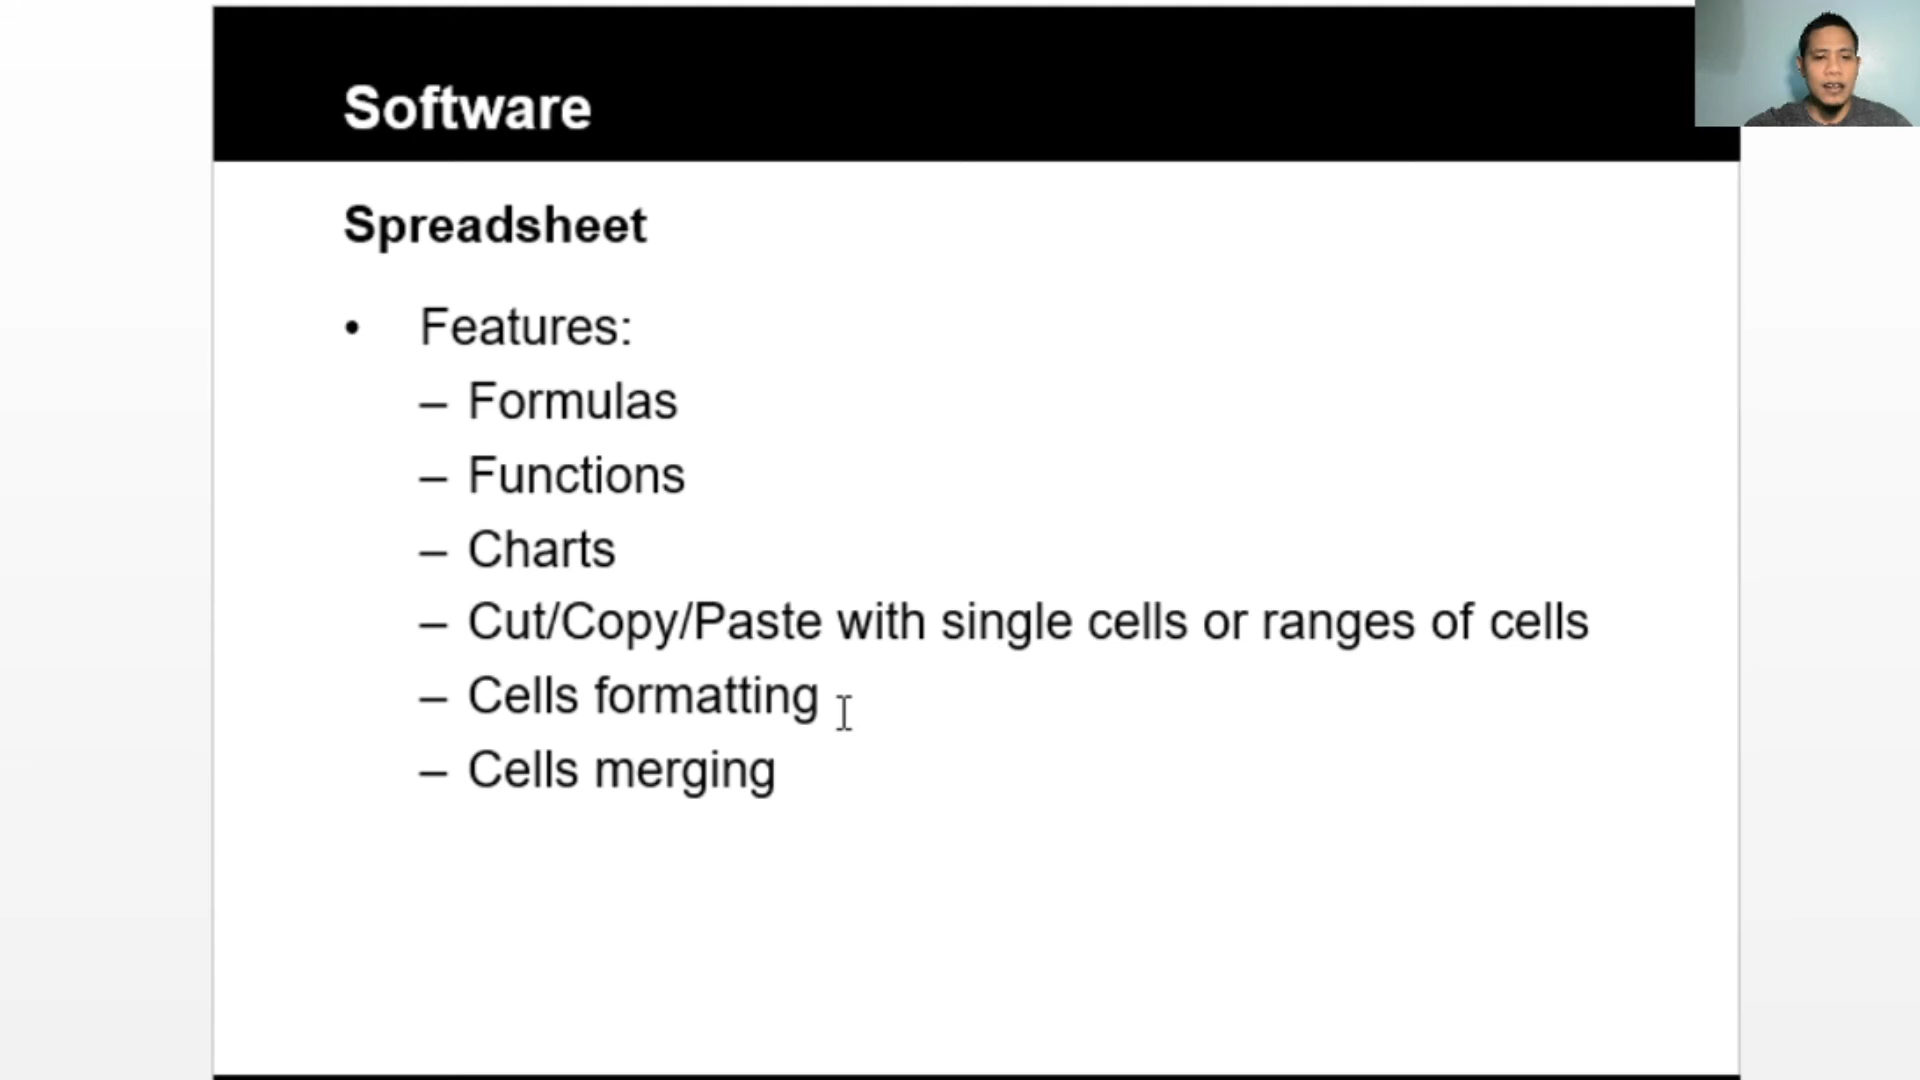 Software
Spreadsheet
• Features:
– Formulas
– Functions
– Charts
– Cut/Copy/Paste with single cells or ranges of cells
– Cells formatting
– Cells merging